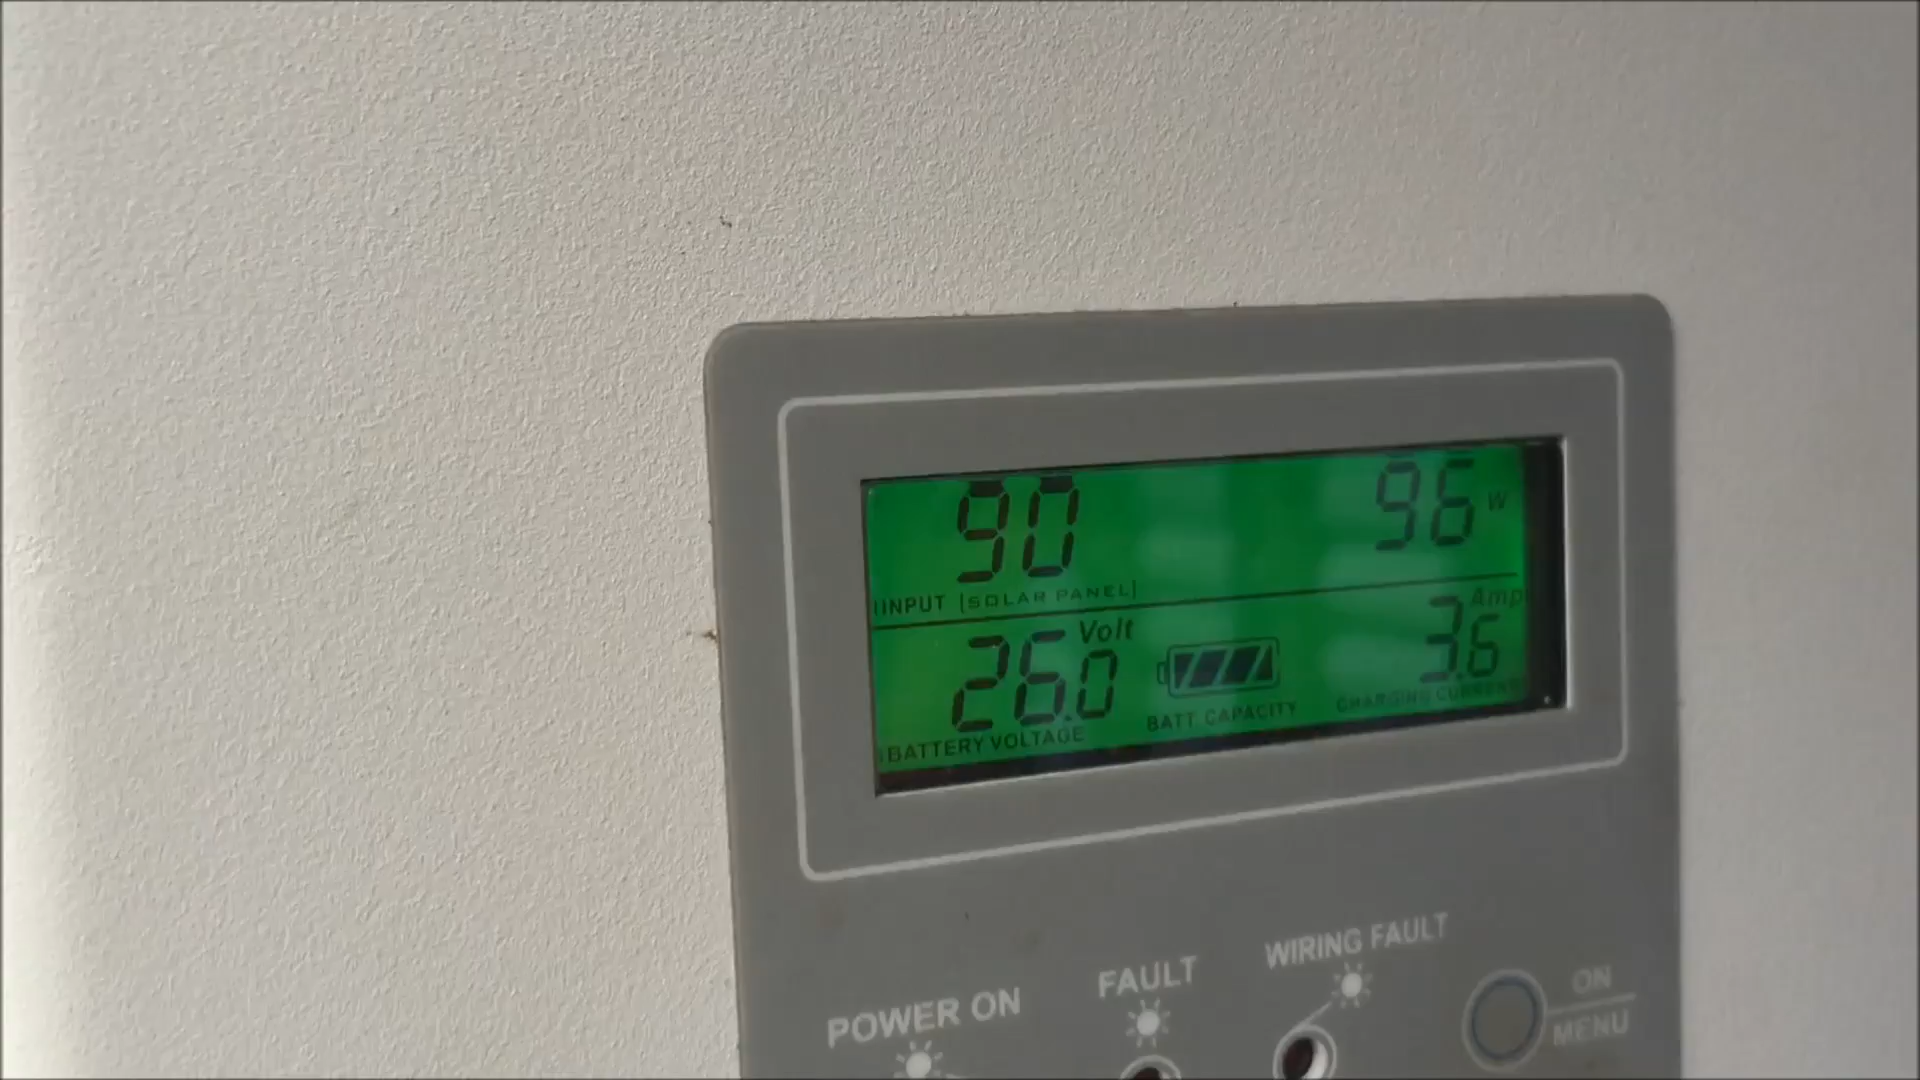 90 96 W
INPUT [SOLAR PANEL]
26.0 Volt 3.6 Amp
BATTERY VOLTAGE BATT. CAPACITY CHARGING CURRENT
POWER ON FAULT WIRING FAULT ON
MENU